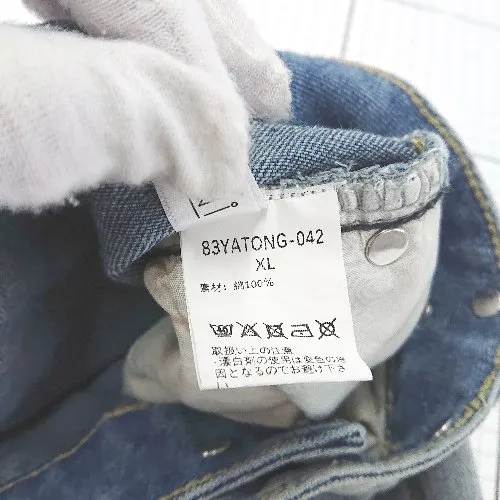 83YATONG-042
XL
素材：綿100%
取扱い上の注意
・漂白剤の使用は変色の原
因となるのでお避け下さ
い